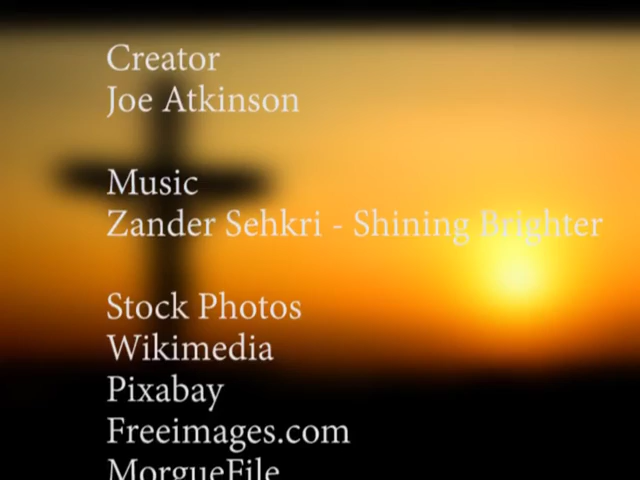 Creator
Joe Atkinson
Music
Zander Sehkri - Shining Brighter
Stock Photos
Wikimedia
Pixabay
Freeimages.com
MorgueFile